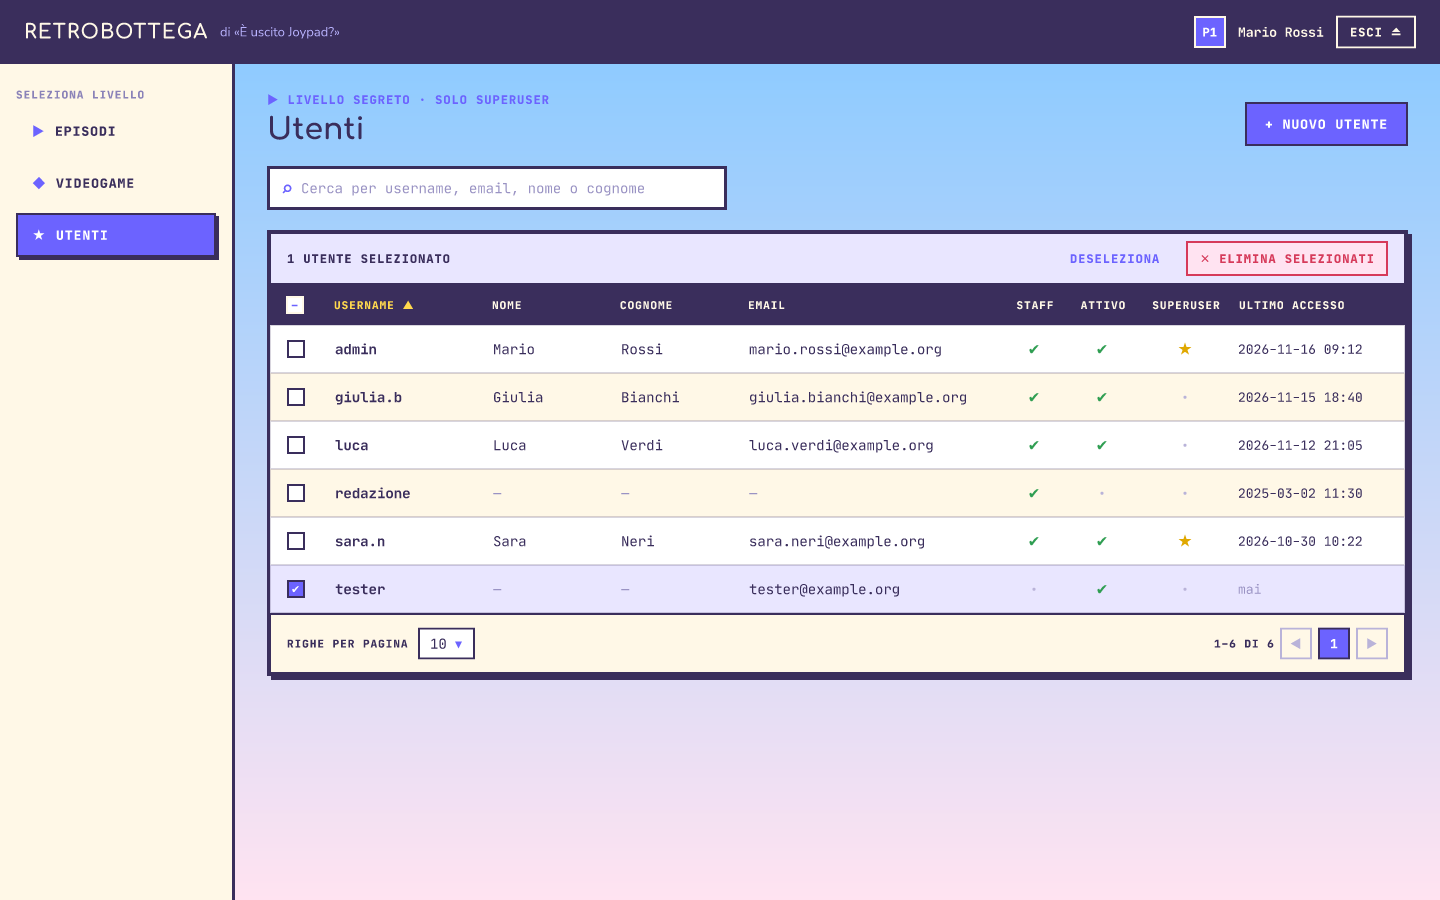 RETROBOTTEGA di «È uscito Joypad?»
P1 Mario Rossi ESCI ⏏
SELEZIONA LIVELLO
▶ EPISODI
◆ VIDEOGAME
★ UTENTI
▶ LIVELLO SEGRETO · SOLO SUPERUSER
Utenti
+ NUOVO UTENTE
Cerca per username, email, nome o cognome
1 UTENTE SELEZIONATO DESELEZIONA ✕ ELIMINA SELEZIONATI
USERNAME ▲ NOME COGNOME EMAIL STAFF ATTIVO SUPERUSER ULTIMO ACCESSO
admin Mario Rossi mario.rossi@example.org ✔ ✔ ★ 2026-11-16 09:12
giulia.b Giulia Bianchi giulia.bianchi@example.org ✔ ✔ · 2026-11-15 18:40
luca Luca Verdi luca.verdi@example.org ✔ ✔ · 2026-11-12 21:05
redazione — — — ✔ · · 2025-03-02 11:30
sara.n Sara Neri sara.neri@example.org ✔ ✔ ★ 2026-10-30 10:22
tester — — tester@example.org · ✔ · mai
RIGHE PER PAGINA 10 ▼ 1–6 DI 6 ◀ 1 ▶